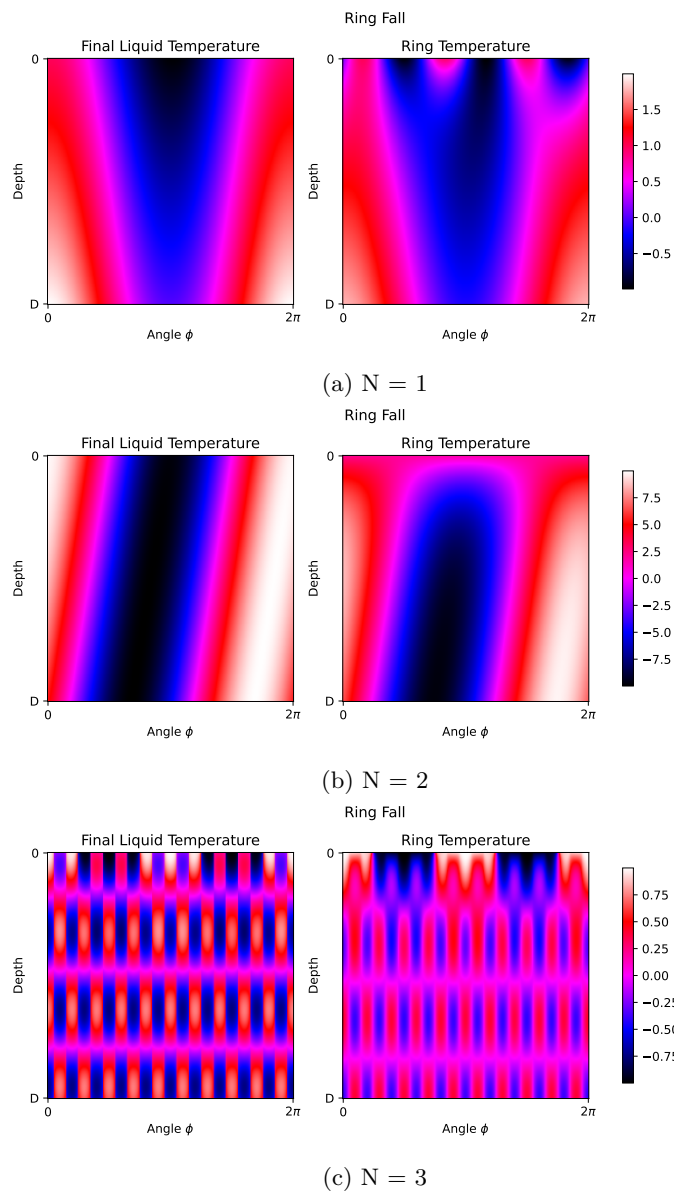 Ring Fall
Final Liquid Temperature
Ring Temperature
0
Depth
D
0
2π
Angle ϕ
0
Depth
D
0
2π
Angle ϕ
1.5
1.0
0.5
0.0
−0.5
(a) N = 1
Ring Fall
Final Liquid Temperature
Ring Temperature
0
Depth
D
0
2π
Angle ϕ
0
Depth
D
0
2π
Angle ϕ
7.5
5.0
2.5
0.0
−2.5
−5.0
−7.5
(b) N = 2
Ring Fall
Final Liquid Temperature
Ring Temperature
0
Depth
D
0
2π
Angle ϕ
0
Depth
D
0
2π
Angle ϕ
0.75
0.50
0.25
0.00
−0.25
−0.50
−0.75
(c) N = 3